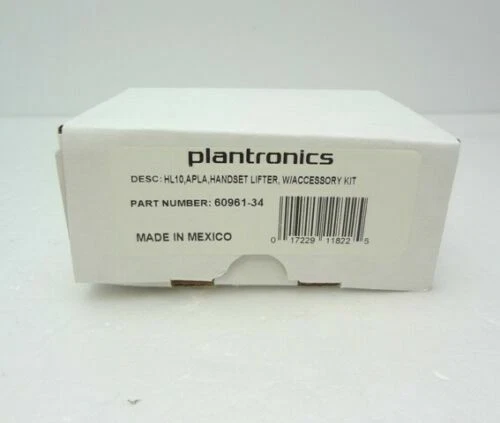 plantronics
DESC: HL10,APLA,HANDSET LIFTER, W/ACCESSORY KIT
PART NUMBER: 60961-34
0 17229 11822 5
MADE IN MEXICO